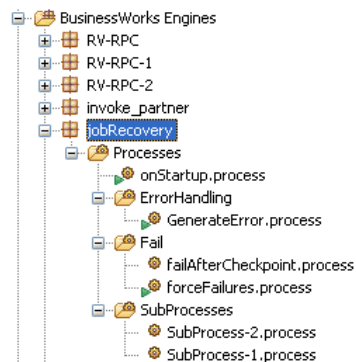 BusinessWorks Engines
RV-RPC
RV-RPC-1
RV-RPC-2
invoke_partner
jobRecovery
Processes
onStartup.process
ErrorHandling
GenerateError.process
Fail
failAfterCheckpoint.process
forceFailures.process
SubProcesses
SubProcess-2.process
SubProcess-1.process